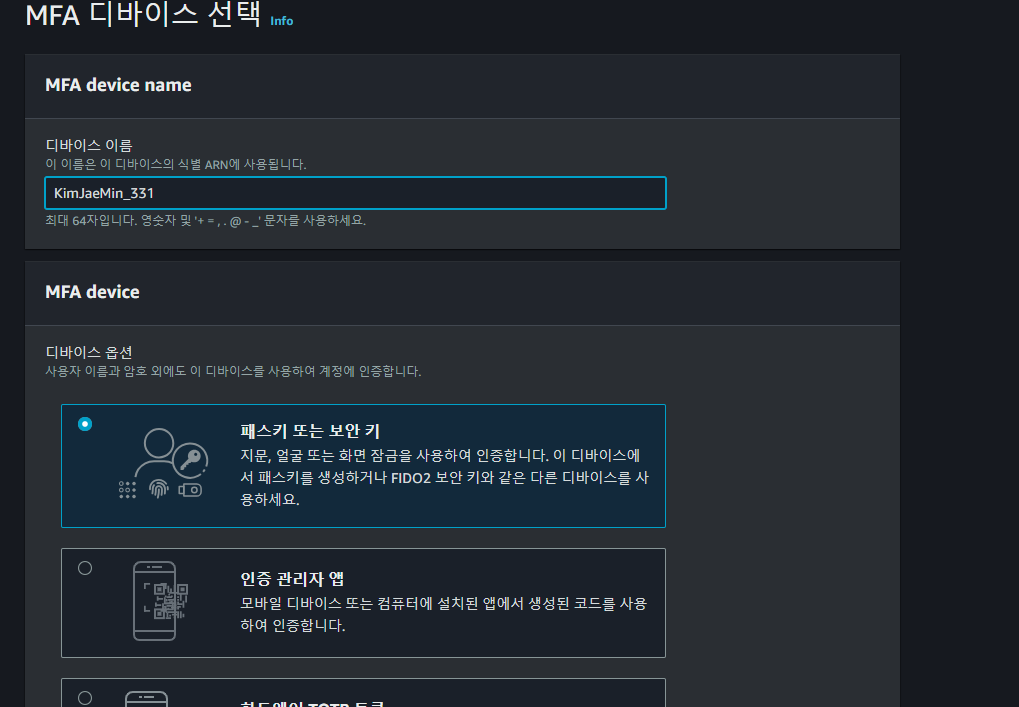 MFA 디바이스 선택 Info
MFA device name
디바이스 이름
이 이름은 이 디바이스의 식별 ARN에 사용됩니다.
KimJaeMin_331
최대 64자입니다. 영숫자 및 '+ = , . @ - _' 문자를 사용하세요.
MFA device
디바이스 옵션
사용자 이름과 암호 외에도 이 디바이스를 사용하여 계정에 인증합니다.
패스키 또는 보안 키
지문, 얼굴 또는 화면 잠금을 사용하여 인증합니다. 이 디바이스에
서 패스키를 생성하거나 FIDO2 보안 키와 같은 다른 디바이스를 사
용하세요.
인증 관리자 앱
모바일 디바이스 또는 컴퓨터에 설치된 앱에서 생성된 코드를 사용
하여 인증합니다.
하드웨어 TOTP 토큰